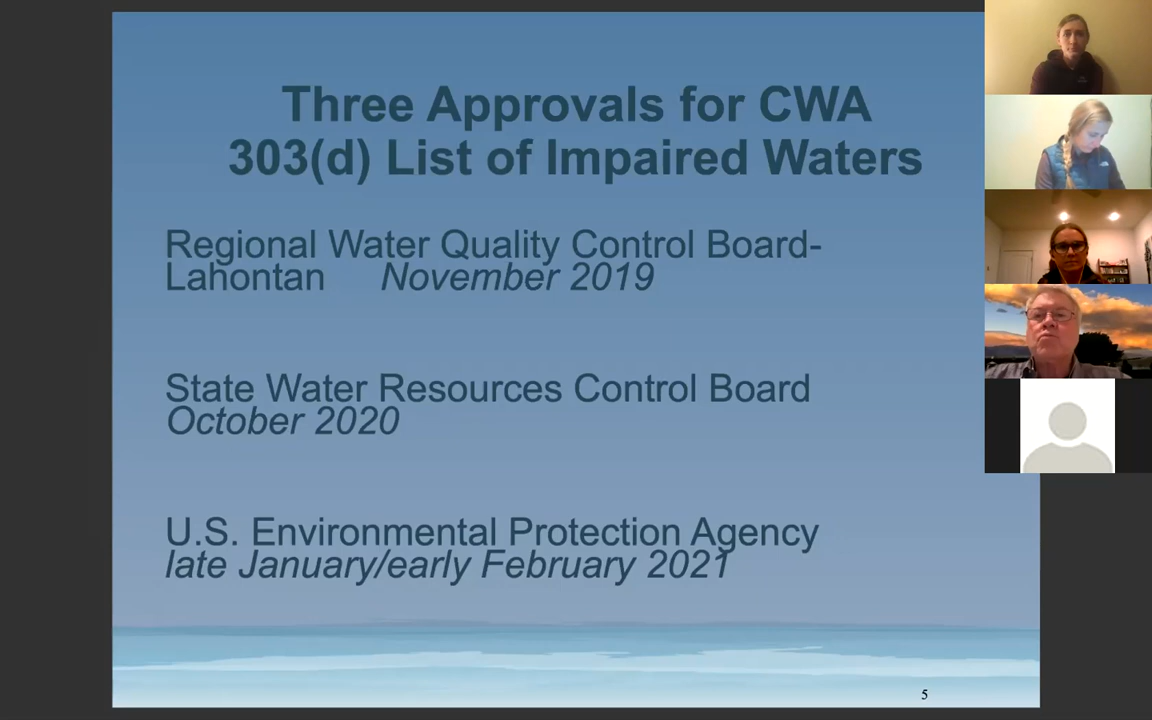 Three Approvals for CWA
303(d) List of Impaired Waters
Regional Water Quality Control Board-
Lahontan November 2019
State Water Resources Control Board
October 2020
U.S. Environmental Protection Agency
late January/early February 2021
5